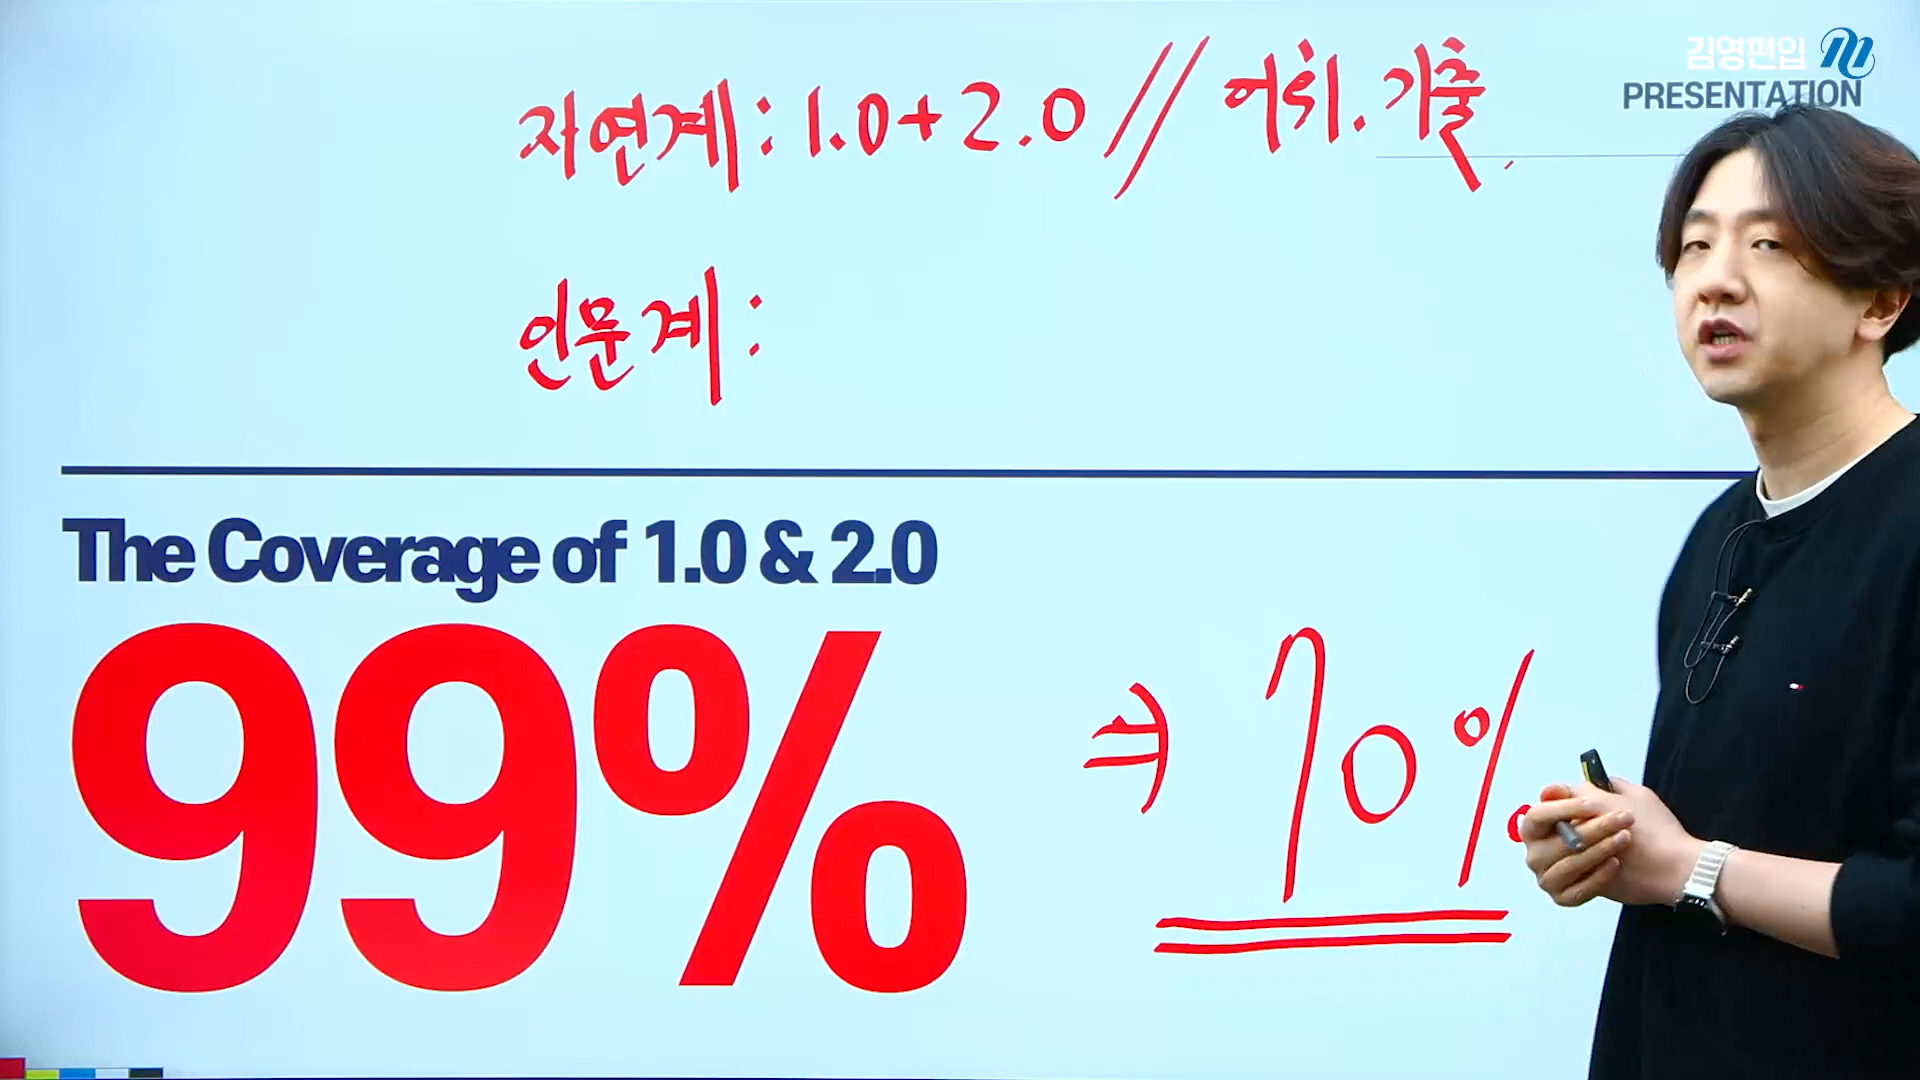 김영편입
PRESENTATION
자연계 : 1.0 + 2.0 // 어휘. 기출
인문계 :
The Coverage of 1.0 & 2.0
99%
⇒ 70%